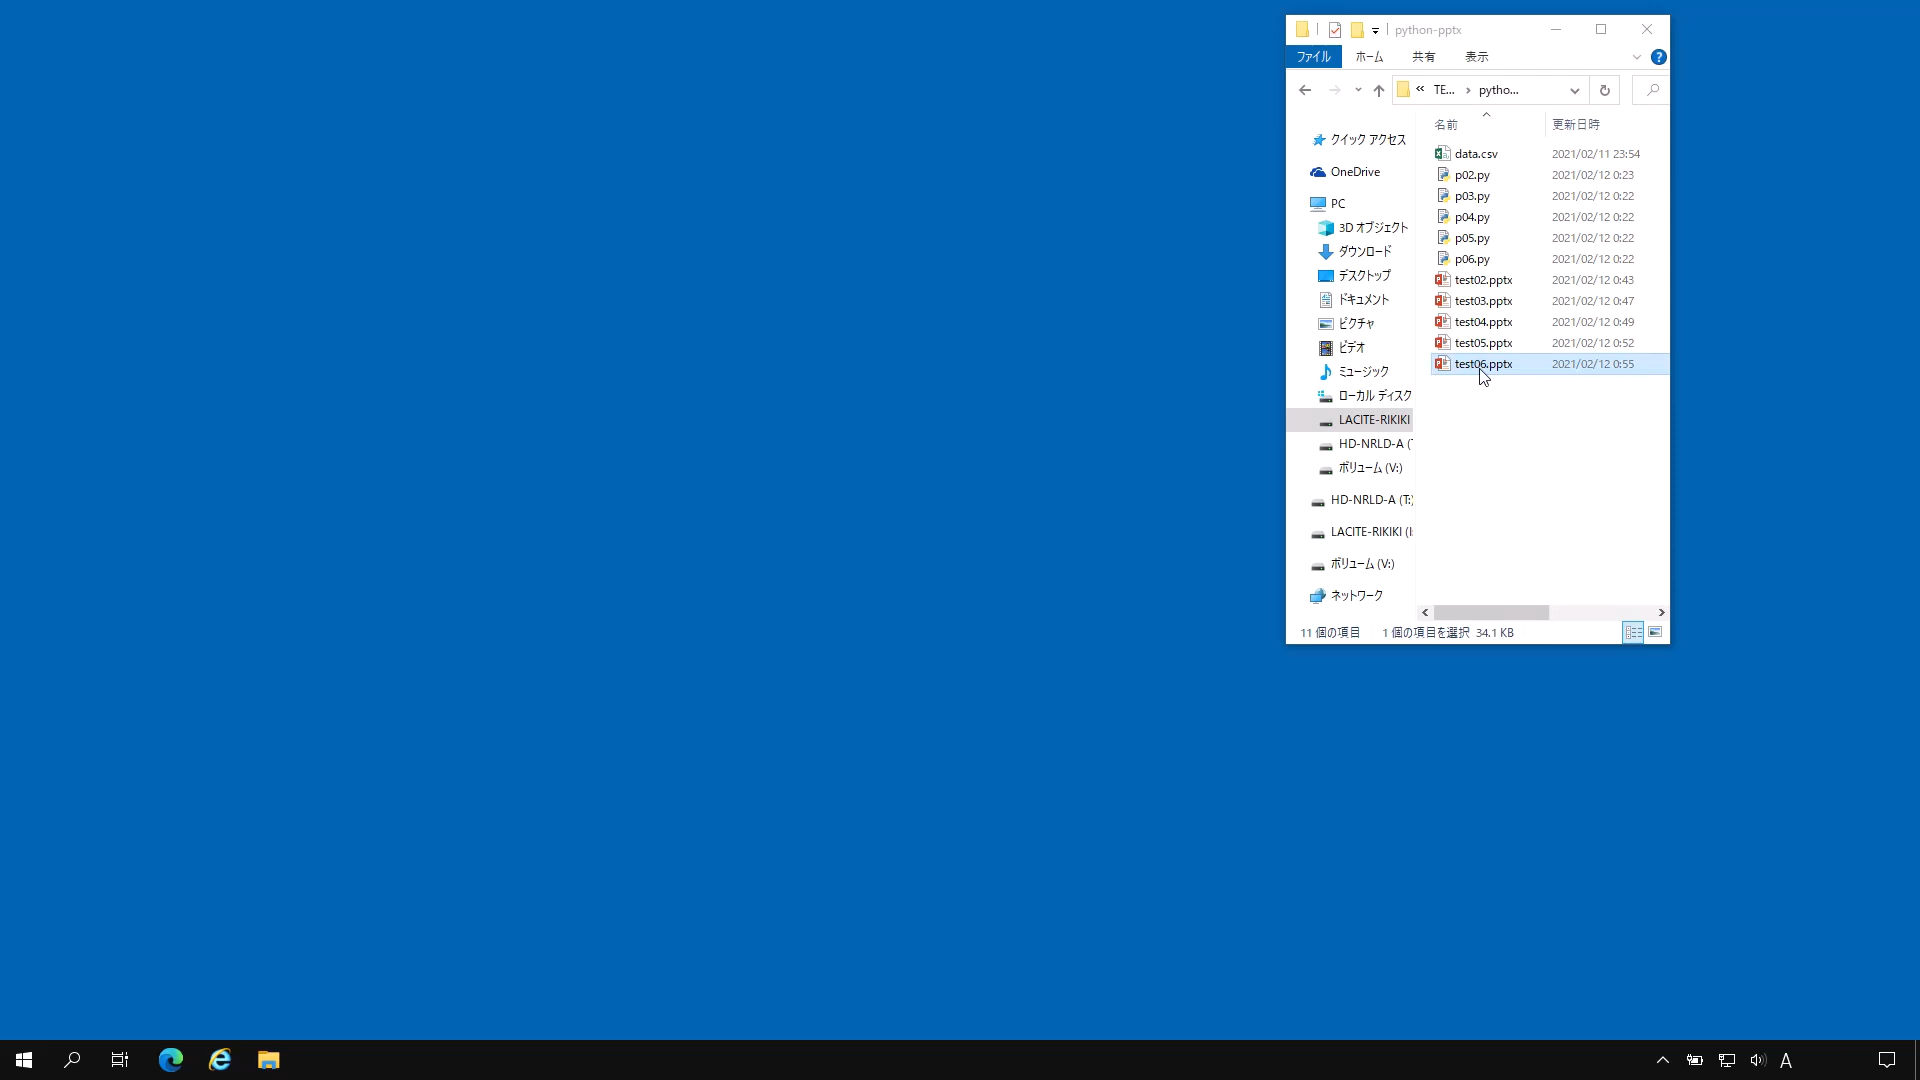 python-pptx
ファイル ホーム 共有 表示
« TE... › pytho...
名前 更新日時
クイック アクセス
OneDrive
PC
3D オブジェクト
ダウンロード
デスクトップ
ドキュメント
ピクチャ
ビデオ
ミュージック
ローカル ディスク
LACITE-RIKIKI
HD-NRLD-A (
ボリューム (V:)
HD-NRLD-A (T:)
LACITE-RIKIKI (I:
ボリューム (V:)
ネットワーク
data.csv 2021/02/11 23:54
p02.py 2021/02/12 0:23
p03.py 2021/02/12 0:22
p04.py 2021/02/12 0:22
p05.py 2021/02/12 0:22
p06.py 2021/02/12 0:22
test02.pptx 2021/02/12 0:43
test03.pptx 2021/02/12 0:47
test04.pptx 2021/02/12 0:49
test05.pptx 2021/02/12 0:52
test06.pptx 2021/02/12 0:55
11 個の項目 1 個の項目を選択 34.1 KB
A